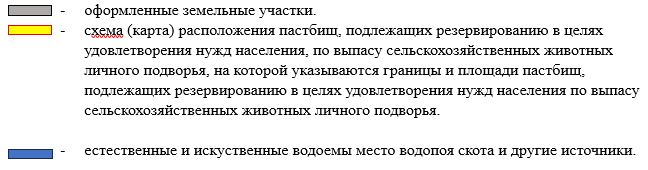 - оформленные земельные участки.
- схема (карта) расположения пастбищ, подлежащих резервированию в целях
удовлетворения нужд населения, по выпасу сельскохозяйственных животных
личного подворья, на которой указываются границы и площади пастбищ,
подлежащих резервированию в целях удовлетворения нужд населения по выпасу
сельскохозяйственных животных личного подворья.
- естественные и искуственные водоемы место водопоя скота и другие источники.